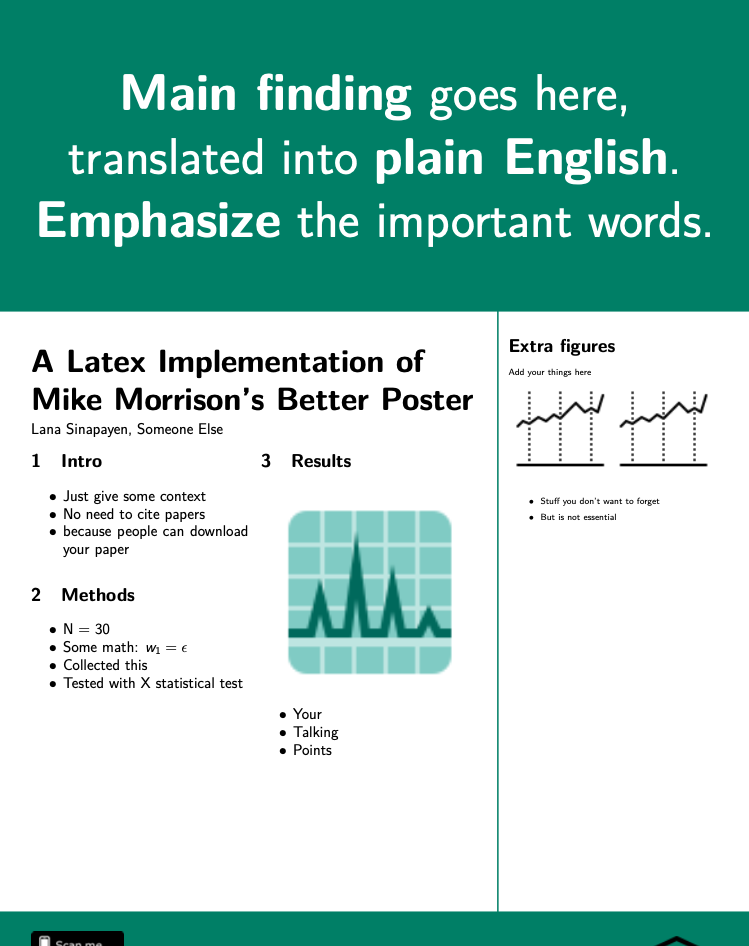 Main finding goes here,
translated into plain English.
Emphasize the important words.
A Latex Implementation of
Mike Morrison's Better Poster
Lana Sinapayen, Someone Else
1 Intro
• Just give some context
• No need to cite papers
• because people can download
your paper
2 Methods
• N = 30
• Some math: w₁ = ϵ
• Collected this
• Tested with X statistical test
3 Results
• Your
• Talking
• Points
Extra figures
Add your things here
• Stuff you don't want to forget
• But is not essential
Scan me